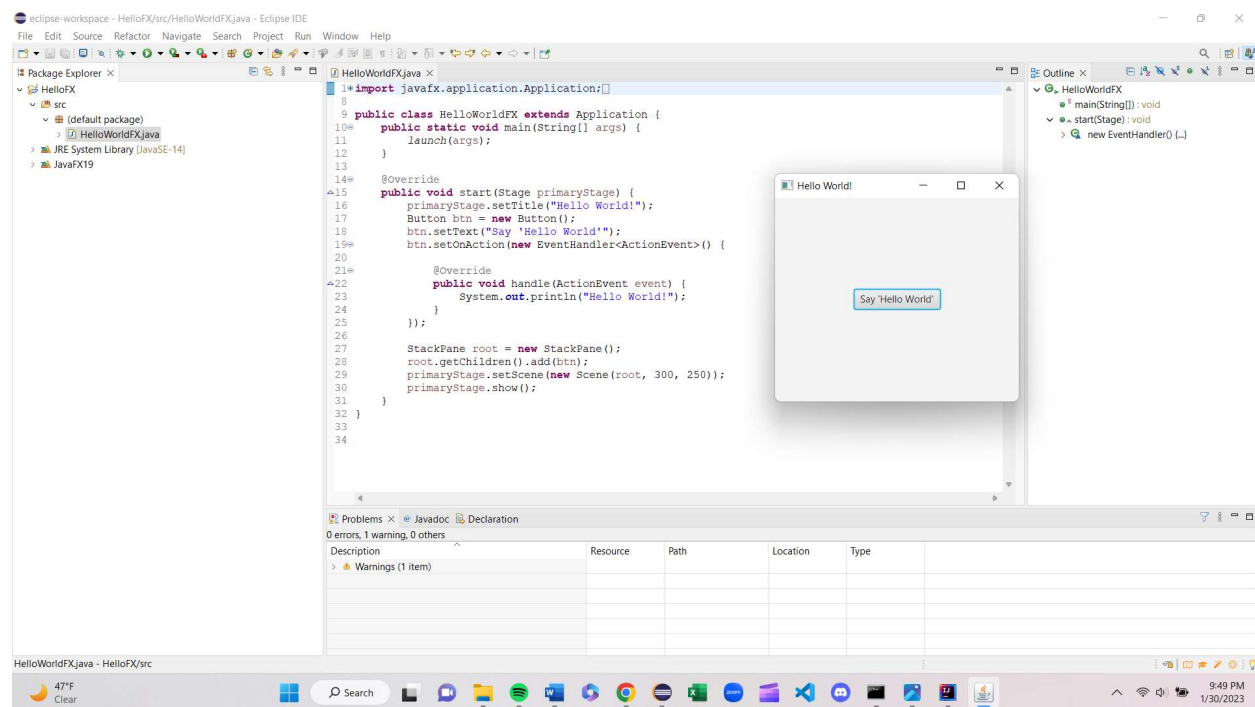 eclipse-workspace - HelloFX/src/HelloWorldFX.java - Eclipse IDE
File Edit Source Refactor Navigate Search Project Run Window Help
Package Explorer
HelloFX
src
(default package)
HelloWorldFX.java
JRE System Library [JavaSE-14]
JavaFX19
HelloWorldFX.java
1 import javafx.application.Application;
8
9 public class HelloWorldFX extends Application {
10 public static void main(String[] args) {
11 launch(args);
12 }
13
14 @Override
15 public void start(Stage primaryStage) {
16 primaryStage.setTitle("Hello World!");
17 Button btn = new Button();
18 btn.setText("Say 'Hello World'");
19 btn.setOnAction(new EventHandler<ActionEvent>() {
20
21 @Override
22 public void handle(ActionEvent event) {
23 System.out.println("Hello World!");
24 }
25 });
26
27 StackPane root = new StackPane();
28 root.getChildren().add(btn);
29 primaryStage.setScene(new Scene(root, 300, 250));
30 primaryStage.show();
31 }
32 }
33
34
Hello World!
Say 'Hello World'
Outline
HelloWorldFX
main(String[]) : void
start(Stage) : void
new EventHandler() {...}
Problems Javadoc Declaration
0 errors, 1 warning, 0 others
Description Resource Path Location Type
Warnings (1 item)
HelloWorldFX.java - HelloFX/src
47°F
Clear
Search
zoom
9:49 PM
1/30/2023